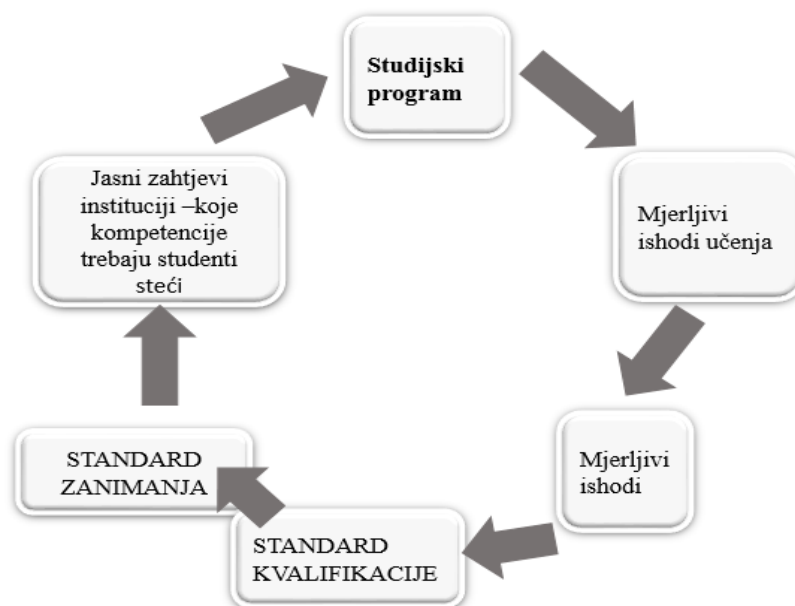 Studijski
program
Mjerljivi
ishodi učenja
Mjerljivi
ishodi
STANDARD
KVALIFIKACIJE
STANDARD
ZANIMANJA
Jasni zahtjevi
instituciji –koje
kompetencije
trebaju studenti
steći